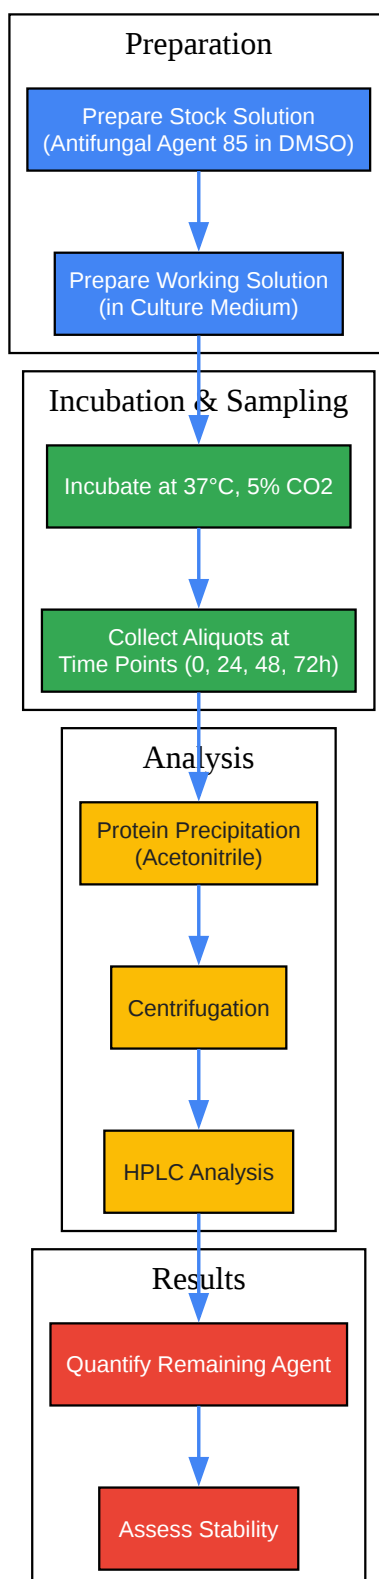 Preparation
Prepare Stock Solution
(Antifungal Agent 85 in DMSO)
Prepare Working Solution
(in Culture Medium)
Incubation & Sampling
Incubate at 37°C, 5% CO2
Collect Aliquots at
Time Points (0, 24, 48, 72h)
Analysis
Protein Precipitation
(Acetonitrile)
Centrifugation
HPLC Analysis
Results
Quantify Remaining Agent
Assess Stability